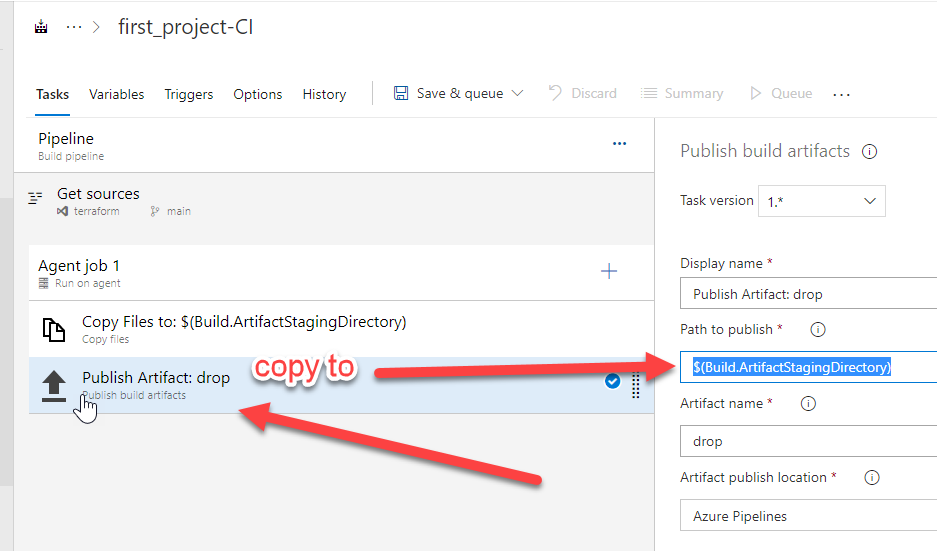 ... > first_project-CI
Tasks Variables Triggers Options History Save & queue Discard Summary Queue ...
Pipeline
Build pipeline
...
Get sources
terraform main
Agent job 1
Run on agent
+
Copy Files to: $(Build.ArtifactStagingDirectory)
Copy files
Publish Artifact: drop
Publish build artifacts
copy to
Publish build artifacts
Task version 1.*
Display name *
Publish Artifact: drop
Path to publish *
$(Build.ArtifactStagingDirectory)
Artifact name *
drop
Artifact publish location *
Azure Pipelines